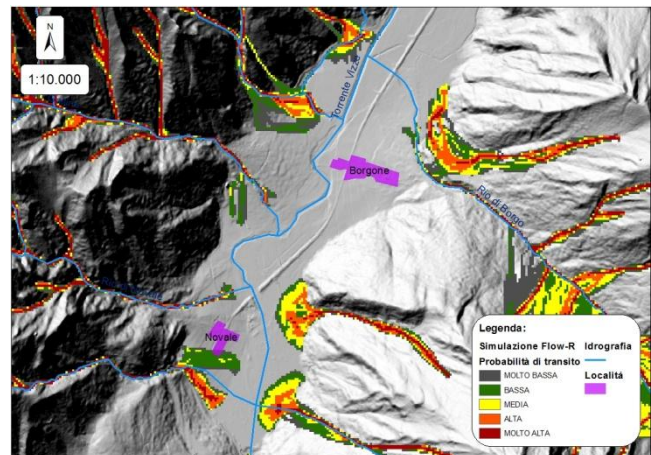 N
1:10.000
Torrente Vizze
Borgone
Rio di Borgo
Novale
Legenda:
Simulazione Flow-R
Probabilità di transito
MOLTO BASSA
BASSA
MEDIA
ALTA
MOLTO ALTA
Idrografia
Localitá